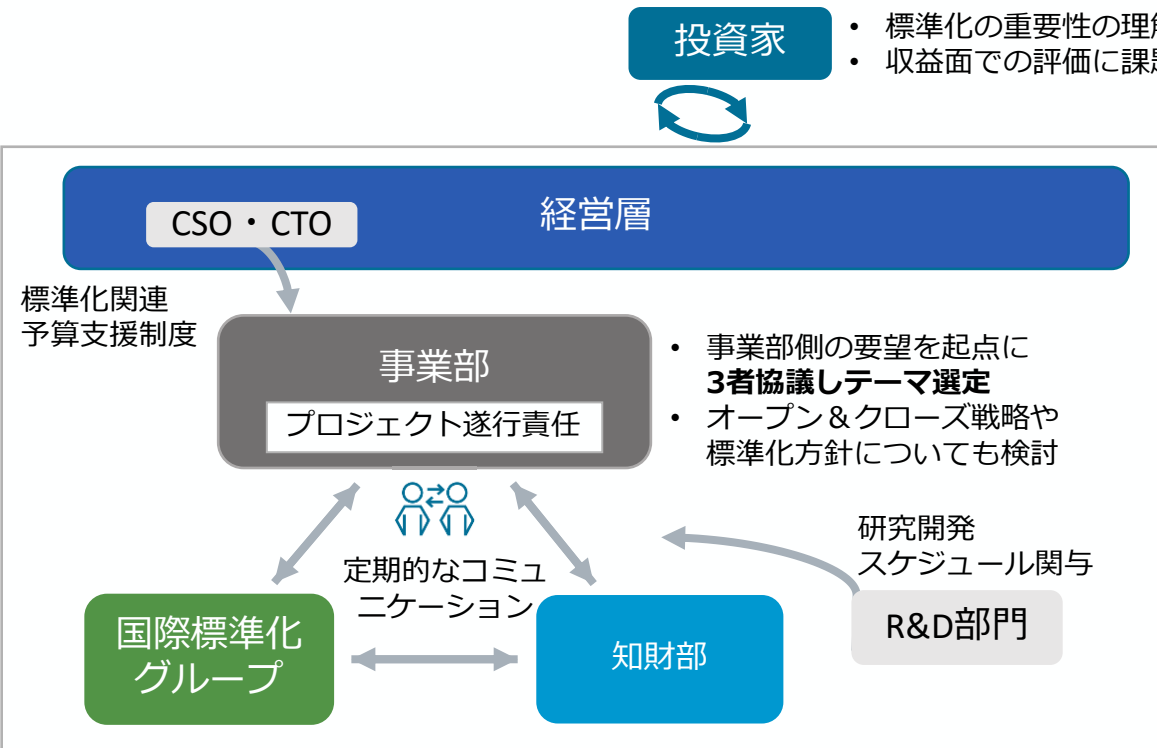 投資家
• 標準化の重要性の理
• 収益面での評価に課
経営層
CSO・CTO
標準化関連
予算支援制度
事業部
プロジェクト遂行責任
• 事業部側の要望を起点に
3者協議しテーマ選定
• オープン＆クローズ戦略や
標準化方針についても検討
定期的なコミュ
ニケーション
研究開発
スケジュール関与
R&D部門
国際標準化
グループ
知財部